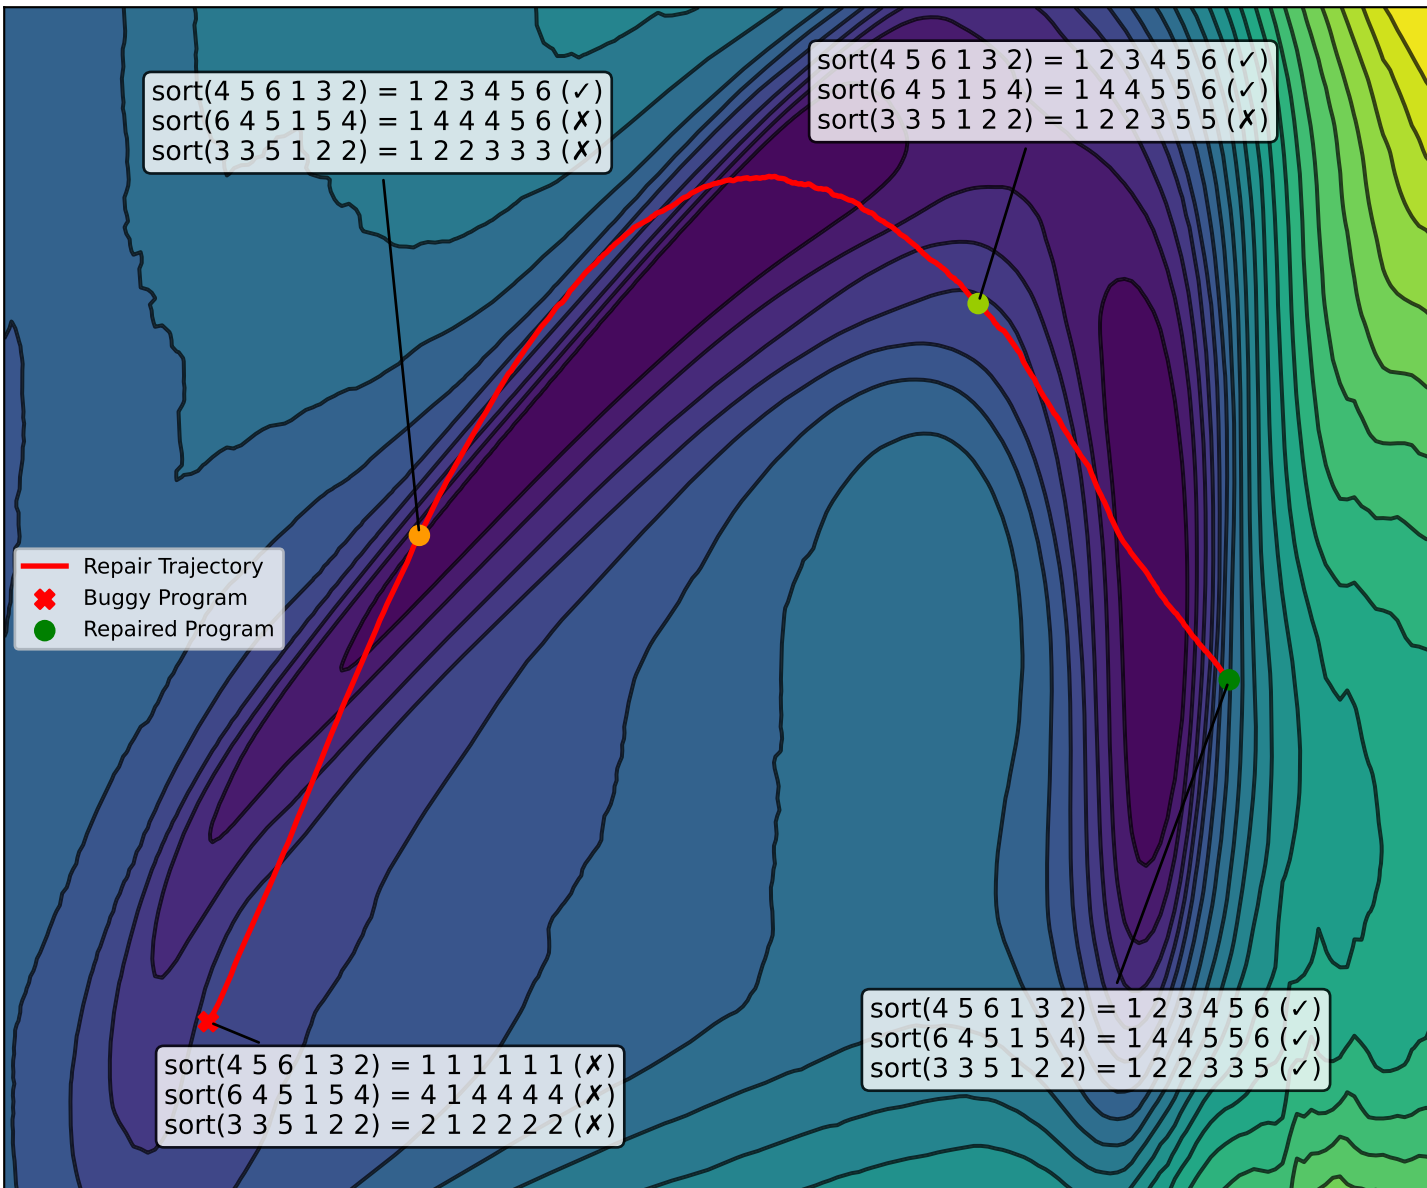 sort(4 5 6 1 3 2) = 1 2 3 4 5 6 (✓)
sort(6 4 5 1 5 4) = 1 4 4 4 5 6 (✗)
sort(3 3 5 1 2 2) = 1 2 2 3 3 3 (✗)
sort(4 5 6 1 3 2) = 1 2 3 4 5 6 (✓)
sort(6 4 5 1 5 4) = 1 4 4 5 5 6 (✓)
sort(3 3 5 1 2 2) = 1 2 2 3 5 5 (✗)
Repair Trajectory
Buggy Program
Repaired Program
sort(4 5 6 1 3 2) = 1 1 1 1 1 1 (✗)
sort(6 4 5 1 5 4) = 4 1 4 4 4 4 (✗)
sort(3 3 5 1 2 2) = 2 1 2 2 2 2 (✗)
sort(4 5 6 1 3 2) = 1 2 3 4 5 6 (✓)
sort(6 4 5 1 5 4) = 1 4 4 5 5 6 (✓)
sort(3 3 5 1 2 2) = 1 2 2 3 3 5 (✓)